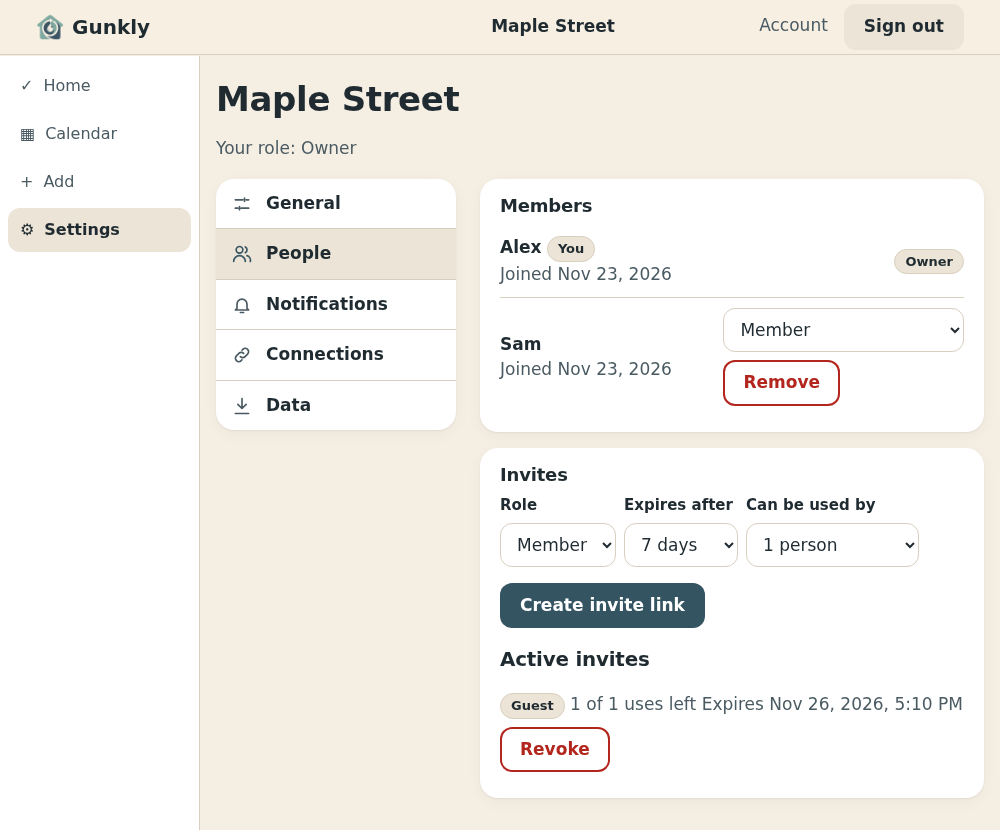 Gunkly
Maple Street
Account
Sign out
Home
Calendar
Add
Settings
Maple Street
Your role: Owner
General
People
Notifications
Connections
Data
Members
Alex You
Joined Nov 23, 2026
Owner
Sam
Joined Nov 23, 2026
Member
Remove
Invites
Role Expires after Can be used by
Member 7 days 1 person
Create invite link
Active invites
Guest 1 of 1 uses left Expires Nov 26, 2026, 5:10 PM
Revoke